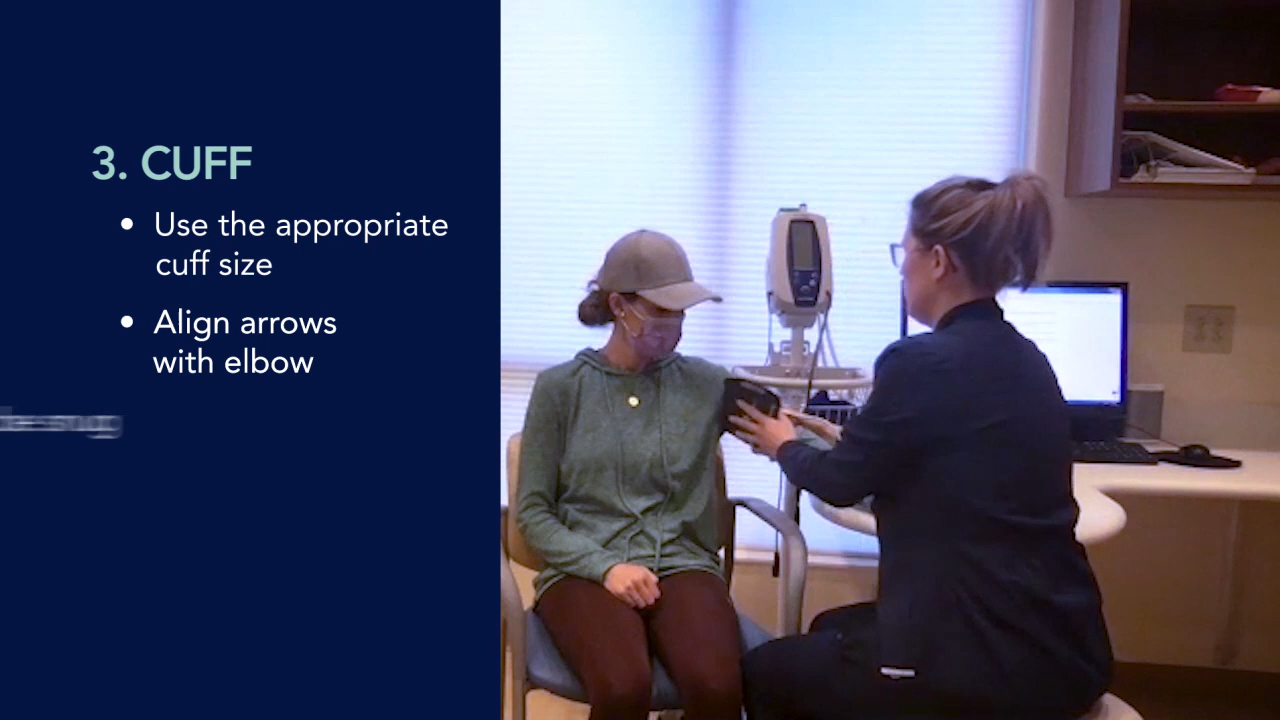 3. CUFF
• Use the appropriate
cuff size
• Align arrows
with elbow